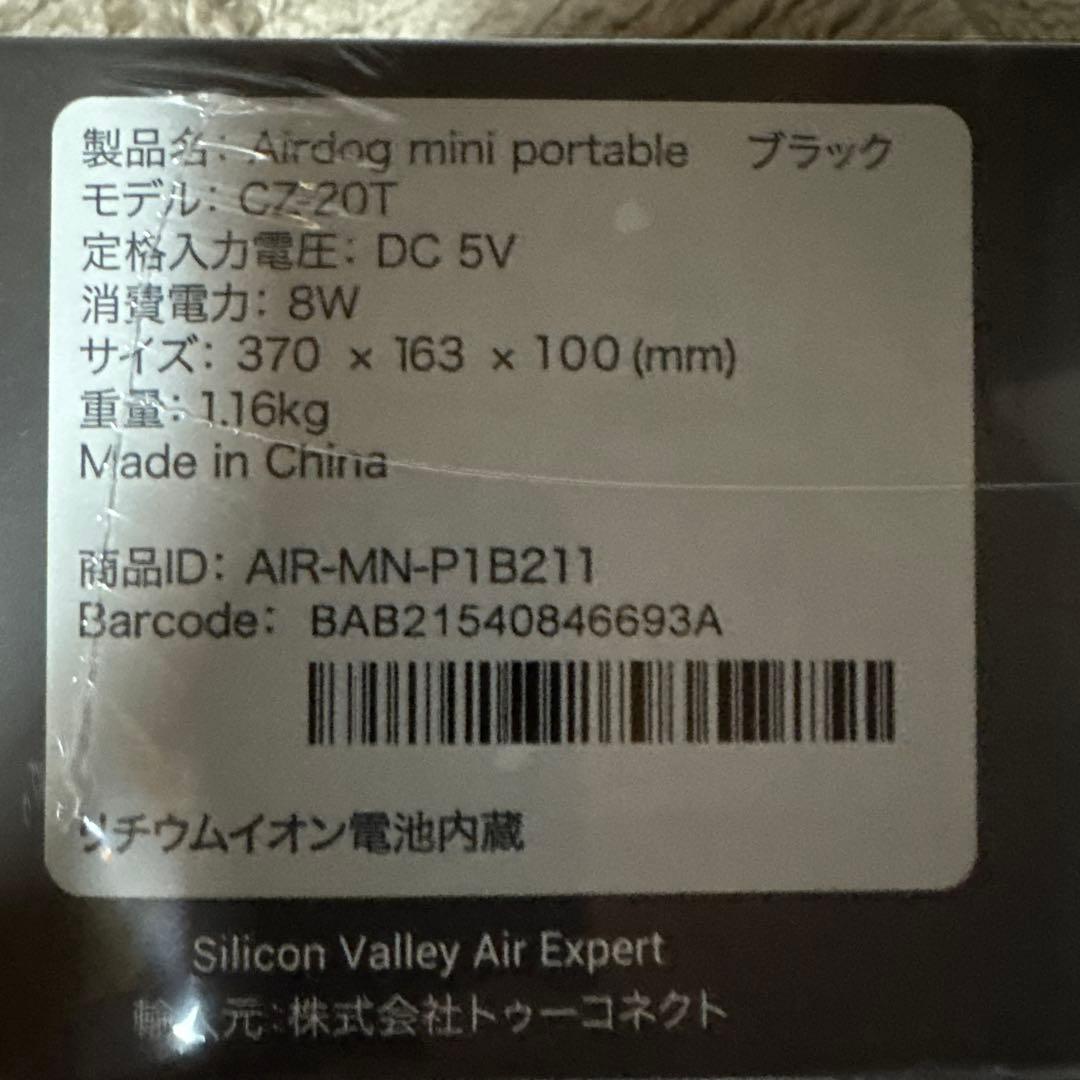 製品名: Airdog mini portable ブラック
モデル: CZ-20T
定格入力電圧: DC 5V
消費電力: 8W
サイズ: 370 × 163 × 100 (mm)
重量: 1.16kg
Made in China
商品ID: AIR-MN-P1B211
Barcode: BAB21540846693A
リチウムイオン電池内蔵
Silicon Valley Air Expert
輸入元:株式会社トゥーコネクト